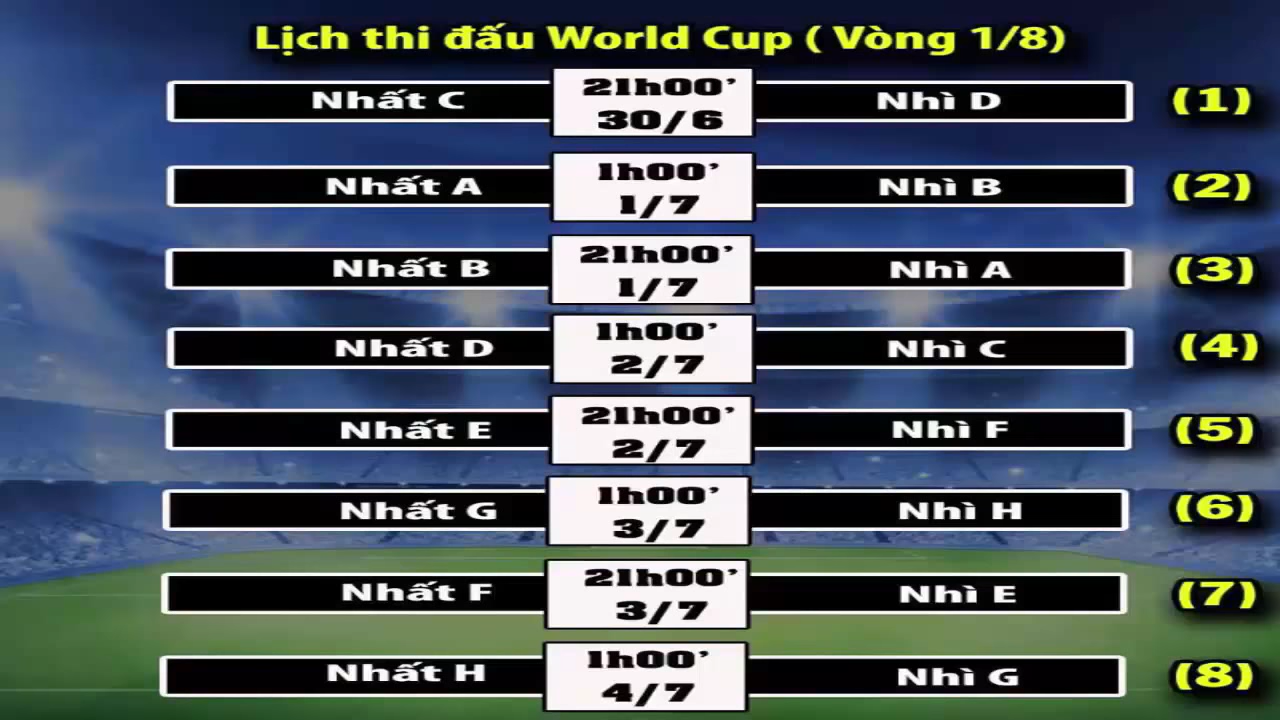 Lịch thi đấu World Cup ( Vòng 1/8)
Nhất C 21h00' 30/6 Nhì D (1)
Nhất A 1h00' 1/7 Nhì B (2)
Nhất B 21h00' 1/7 Nhì A (3)
Nhất D 1h00' 2/7 Nhì C (4)
Nhất E 21h00' 2/7 Nhì F (5)
Nhất G 1h00' 3/7 Nhì H (6)
Nhất F 21h00' 3/7 Nhì E (7)
Nhất H 1h00' 4/7 Nhì G (8)